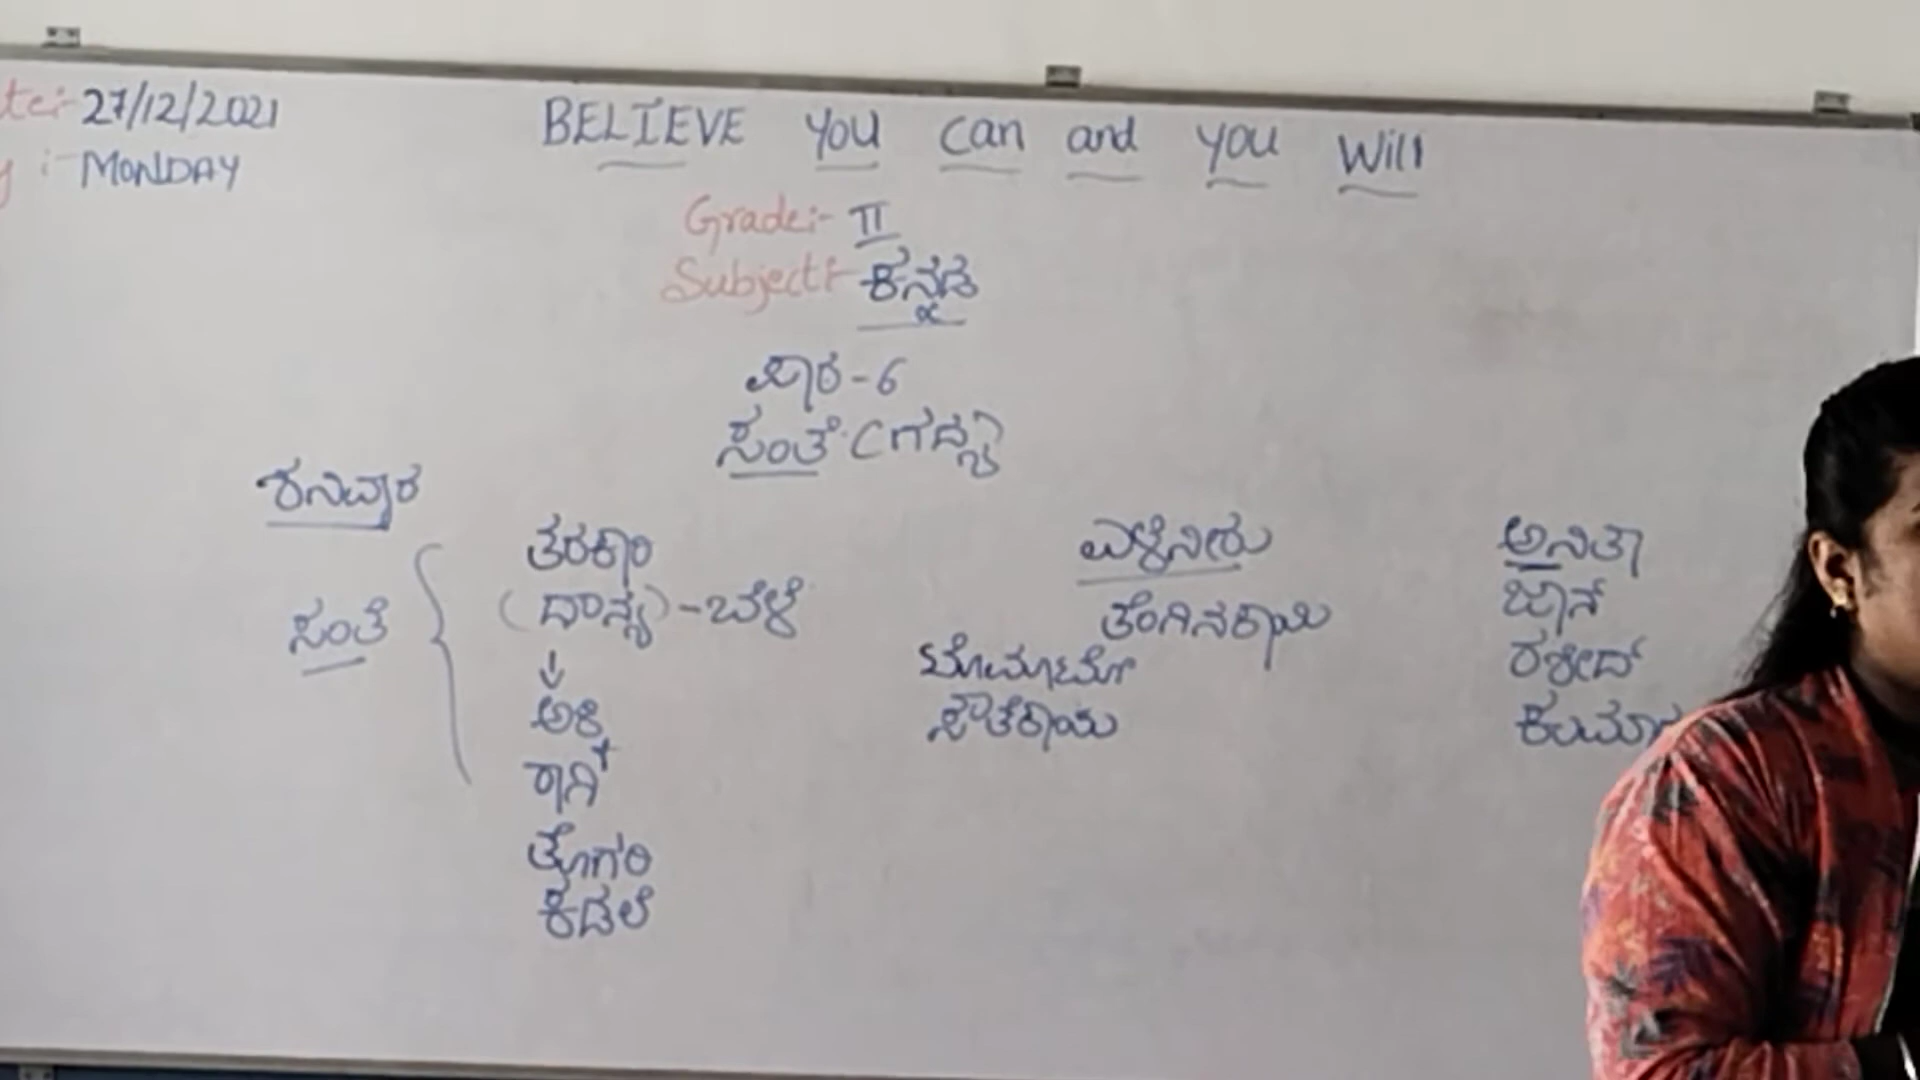 te:- 27/12/2021
y :- MONDAY
BELIEVE you can and you Will
Grade:- II
Subject:- ಕನ್ನಡ
ಪಾಠ - 6
ಸಂತೆ (ಗದ್ಯ)
ಶನಿವಾರ
ಸಂತೆ
ತರಕಾರಿ
(ದಾನ್ಯ) - ಬೇಳೆ
ಅಕ್ಕಿ
ರಾಗಿ
ತೊಗರಿ
ಕಡಲೆ
ಎಳೆನೀರು
ತೆಂಗಿನಕಾಯಿ
ಟೊಮ್ಯಾಟೋ
ಸೌತೆಕಾಯಿ
ಅನಿತಾ
ಜಾನ್
ರಶೀದ್